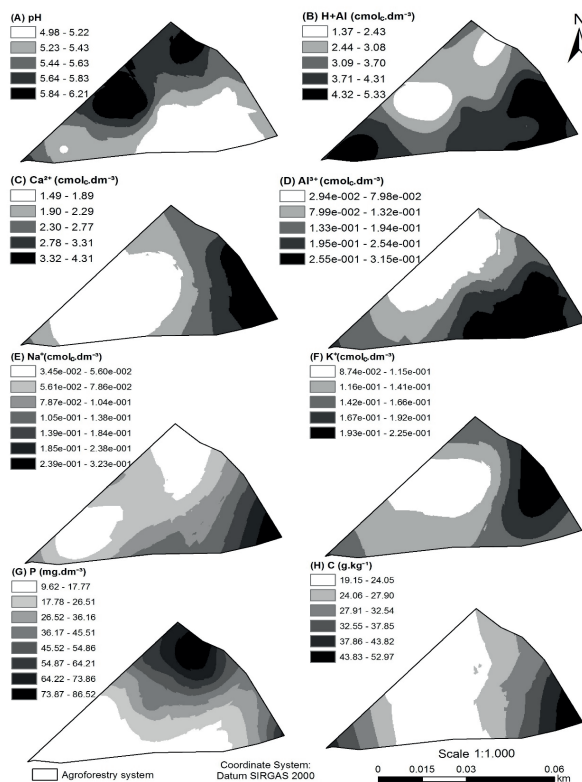 (A) pH
4.98 - 5.22
5.23 - 5.43
5.44 - 5.63
5.64 - 5.83
5.84 - 6.21
(B) H+Al (cmolc.dm⁻³)
1.37 - 2.43
2.44 - 3.08
3.09 - 3.70
3.71 - 4.31
4.32 - 5.33
N
(C) Ca²⁺ (cmolc.dm⁻³)
1.49 - 1.89
1.90 - 2.29
2.30 - 2.77
2.78 - 3.31
3.32 - 4.31
(D) Al³⁺ (cmolc.dm⁻³)
2.94e-002 - 7.98e-002
7.99e-002 - 1.32e-001
1.33e-001 - 1.94e-001
1.95e-001 - 2.54e-001
2.55e-001 - 3.15e-001
(E) Na⁺(cmolc.dm⁻³)
3.45e-002 - 5.60e-002
5.61e-002 - 7.86e-002
7.87e-002 - 1.04e-001
1.05e-001 - 1.38e-001
1.39e-001 - 1.84e-001
1.85e-001 - 2.38e-001
2.39e-001 - 3.23e-001
(F) K⁺(cmolc.dm⁻³)
8.74e-002 - 1.15e-001
1.16e-001 - 1.41e-001
1.42e-001 - 1.66e-001
1.67e-001 - 1.92e-001
1.93e-001 - 2.25e-001
(G) P (mg.dm⁻³)
9.62 - 17.77
17.78 - 26.51
26.52 - 36.16
36.17 - 45.51
45.52 - 54.86
54.87 - 64.21
64.22 - 73.86
73.87 - 86.52
(H) C (g.kg⁻¹)
19.15 - 24.05
24.06 - 27.90
27.91 - 32.54
32.55 - 37.85
37.86 - 43.82
43.83 - 52.97
Agroforestry system
Coordinate System:
Datum SIRGAS 2000
Scale 1:1.000
0 0.015 0.03 0.06
km